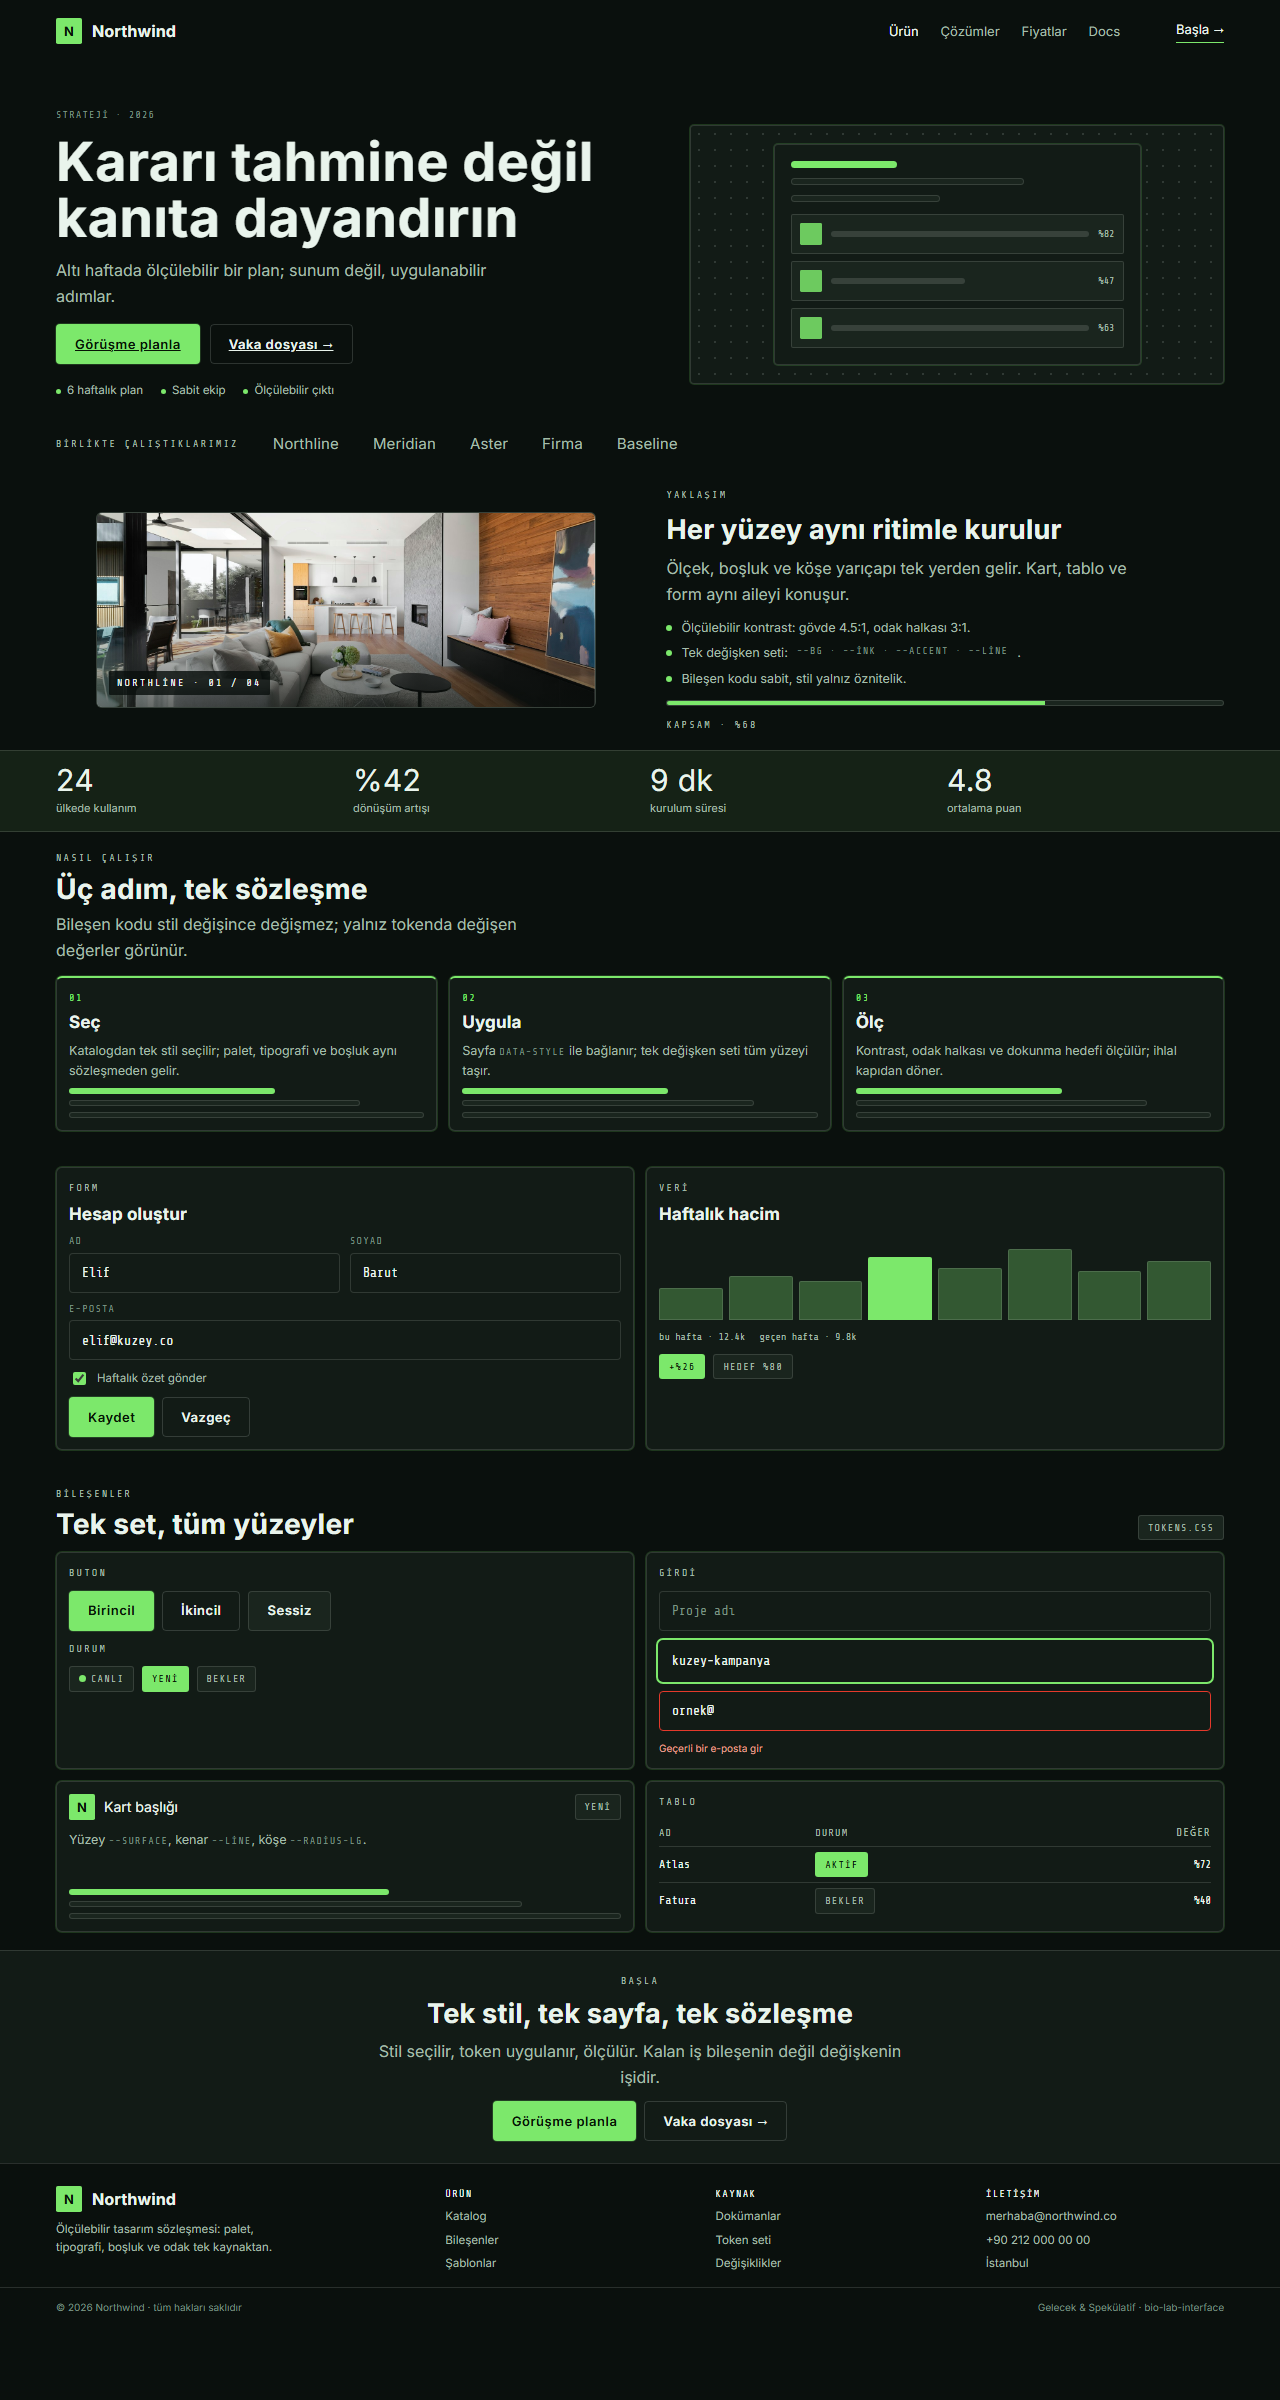 N Northwind
Ürün Çözümler Fiyatlar Docs Başla →
STRATEJİ · 2026
Kararı tahmine değil
kanıta dayandırın
Altı haftada ölçülebilir bir plan; sunum değil, uygulanabilir
adımlar.
Görüşme planla Vaka dosyası →
6 haftalık plan Sabit ekip Ölçülebilir çıktı
%82
%47
%63
BİRLİKTE ÇALIŞTIKLARIMIZ Northline Meridian Aster Firma Baseline
NORTHLİNE · 01 / 04
YAKLAŞIM
Her yüzey aynı ritimle kurulur
Ölçek, boşluk ve köşe yarıçapı tek yerden gelir. Kart, tablo ve
form aynı aileyi konuşur.
Ölçülebilir kontrast: gövde 4.5:1, odak halkası 3:1.
Tek değişken seti: --BG · --İNK · --ACCENT · --LİNE .
Bileşen kodu sabit, stil yalnız öznitelik.
KAPSAM · %68
24
ülkede kullanım
%42
dönüşüm artışı
9 dk
kurulum süresi
4.8
ortalama puan
NASIL ÇALIŞIR
Üç adım, tek sözleşme
Bileşen kodu stil değişince değişmez; yalnız tokenda değişen
değerler görünür.
01
Seç
Katalogdan tek stil seçilir; palet, tipografi ve boşluk aynı
sözleşmeden gelir.
02
Uygula
Sayfa DATA-STYLE ile bağlanır; tek değişken seti tüm yüzeyi
taşır.
03
Ölç
Kontrast, odak halkası ve dokunma hedefi ölçülür; ihlal
kapıdan döner.
FORM
Hesap oluştur
AD SOYAD
Elif Barut
E-POSTA
elif@kuzey.co
Haftalık özet gönder
Kaydet Vazgeç
VERİ
Haftalık hacim
bu hafta · 12.4k geçen hafta · 9.8k
+%26 HEDEF %80
BİLEŞENLER
Tek set, tüm yüzeyler
TOKENS.CSS
BUTON
Birincil İkincil Sessiz
DURUM
CANLI YENİ BEKLER
GİRDİ
Proje adı
kuzey-kampanya
ornek@
Geçerli bir e-posta gir
N Kart başlığı YENİ
Yüzey --SURFACE, kenar --LİNE, köşe --RADİUS-LG.
TABLO
AD DURUM DEĞER
Atlas AKTİF %72
Fatura BEKLER %40
BAŞLA
Tek stil, tek sayfa, tek sözleşme
Stil seçilir, token uygulanır, ölçülür. Kalan iş bileşenin değil değişkenin
işidir.
Görüşme planla Vaka dosyası →
N Northwind
Ölçülebilir tasarım sözleşmesi: palet,
tipografi, boşluk ve odak tek kaynaktan.
ÜRÜN
Katalog
Bileşenler
Şablonlar
KAYNAK
Dokümanlar
Token seti
Değişiklikler
İLETİŞİM
merhaba@northwind.co
+90 212 000 00 00
İstanbul
© 2026 Northwind · tüm hakları saklıdır
Gelecek & Spekülatif · bio-lab-interface